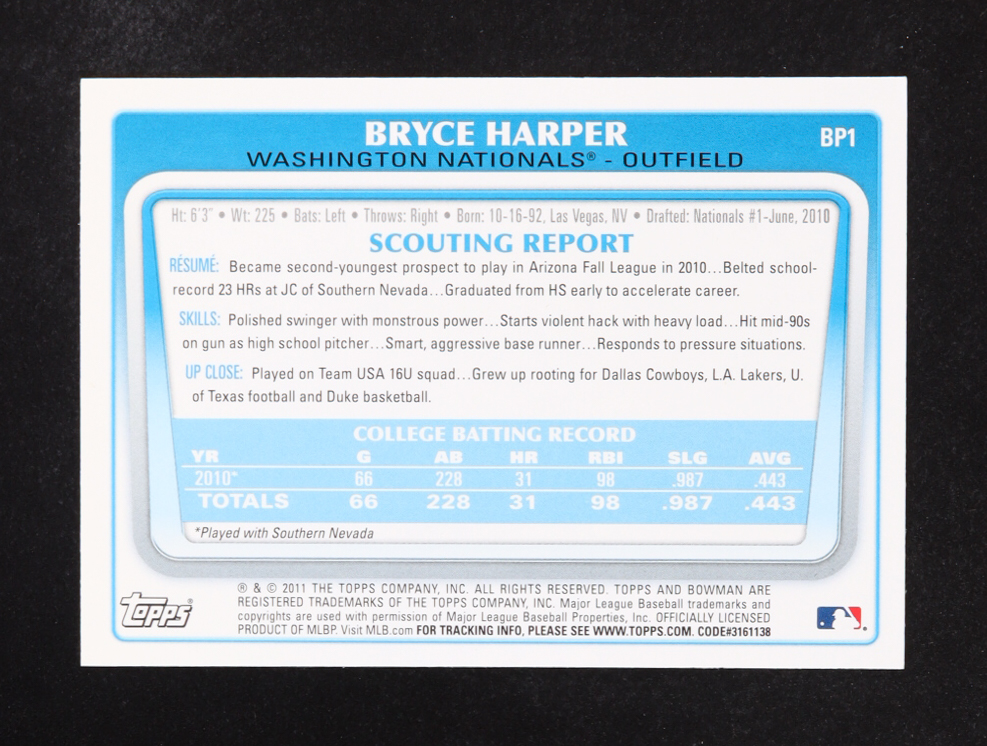 BRYCE HARPER
BP1
WASHINGTON NATIONALS® - OUTFIELD
Ht: 6'3" • Wt: 225 • Bats: Left • Throws: Right • Born: 10-16-92, Las Vegas, NV • Drafted: Nationals #1-June, 2010
SCOUTING REPORT
RÉSUMÉ: Became second-youngest prospect to play in Arizona Fall League in 2010...Belted school-
record 23 HRs at JC of Southern Nevada...Graduated from HS early to accelerate career.
SKILLS: Polished swinger with monstrous power...Starts violent hack with heavy load...Hit mid-90s
on gun as high school pitcher...Smart, aggressive base runner...Responds to pressure situations.
UP CLOSE: Played on Team USA 16U squad...Grew up rooting for Dallas Cowboys, L.A. Lakers, U.
of Texas football and Duke basketball.
COLLEGE BATTING RECORD
YR G AB HR RBI SLG AVG
2010* 66 228 31 98 .987 .443
TOTALS 66 228 31 98 .987 .443
*Played with Southern Nevada
® & © 2011 THE TOPPS COMPANY, INC. ALL RIGHTS RESERVED. TOPPS AND BOWMAN ARE
REGISTERED TRADEMARKS OF THE TOPPS COMPANY, INC. Major League Baseball trademarks and
copyrights are used with permission of Major League Baseball Properties, Inc. OFFICIALLY LICENSED
PRODUCT OF MLBP. Visit MLB.com FOR TRACKING INFO, PLEASE SEE WWW.TOPPS.COM. CODE#3161138
Topps®